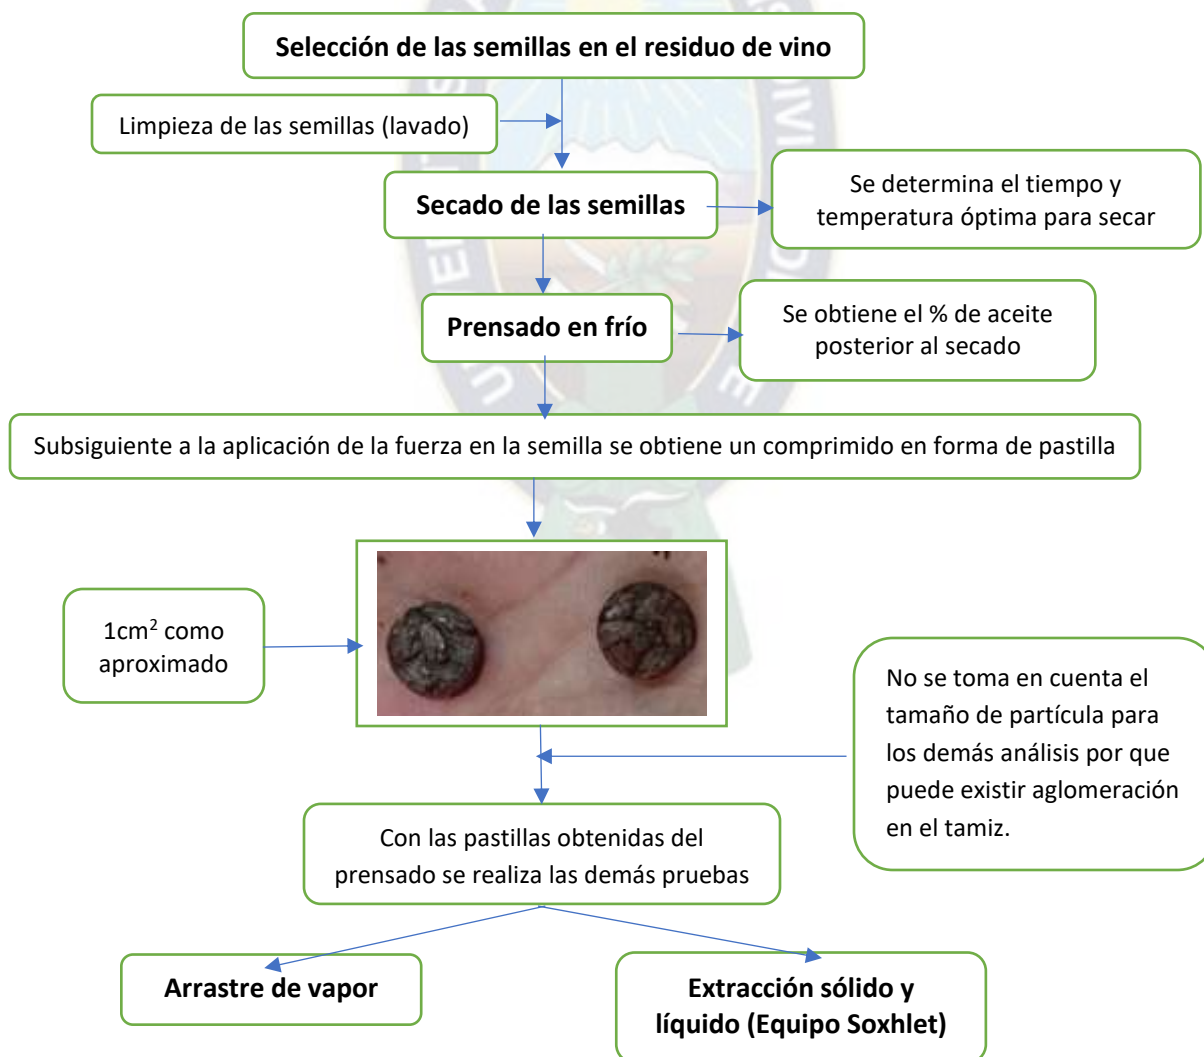 Selección de las semillas en el residuo de vino
Limpieza de las semillas (lavado)
Secado de las semillas
Se determina el tiempo y
temperatura óptima para secar
Prensado en frío
Se obtiene el % de aceite
posterior al secado
Subsiguiente a la aplicación de la fuerza en la semilla se obtiene un comprimido en forma de pastilla
1cm² como
aproximado
No se toma en cuenta el
tamaño de partícula para
los demás análisis por que
puede existir aglomeración
en el tamiz.
Con las pastillas obtenidas del
prensado se realiza las demás pruebas
Arrastre de vapor
Extracción sólido y
líquido (Equipo Soxhlet)